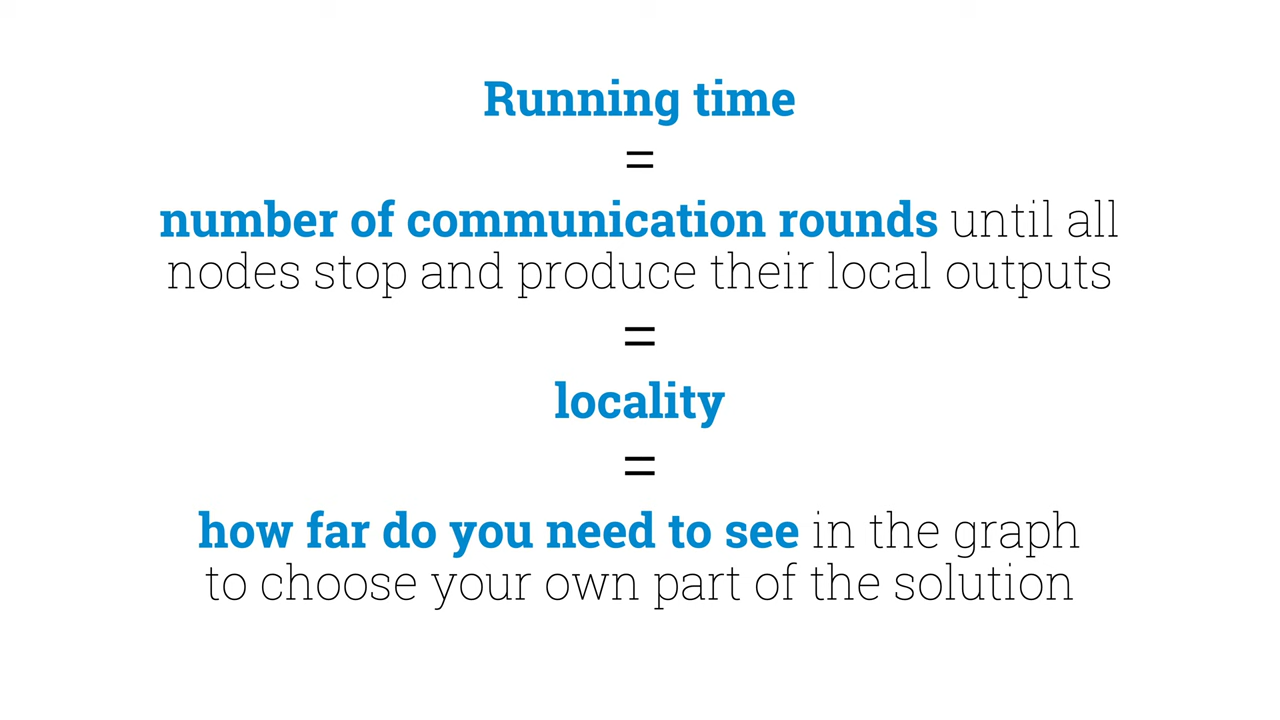 Running time
=
number of communication rounds until all
nodes stop and produce their local outputs
=
locality
=
how far do you need to see in the graph
to choose your own part of the solution